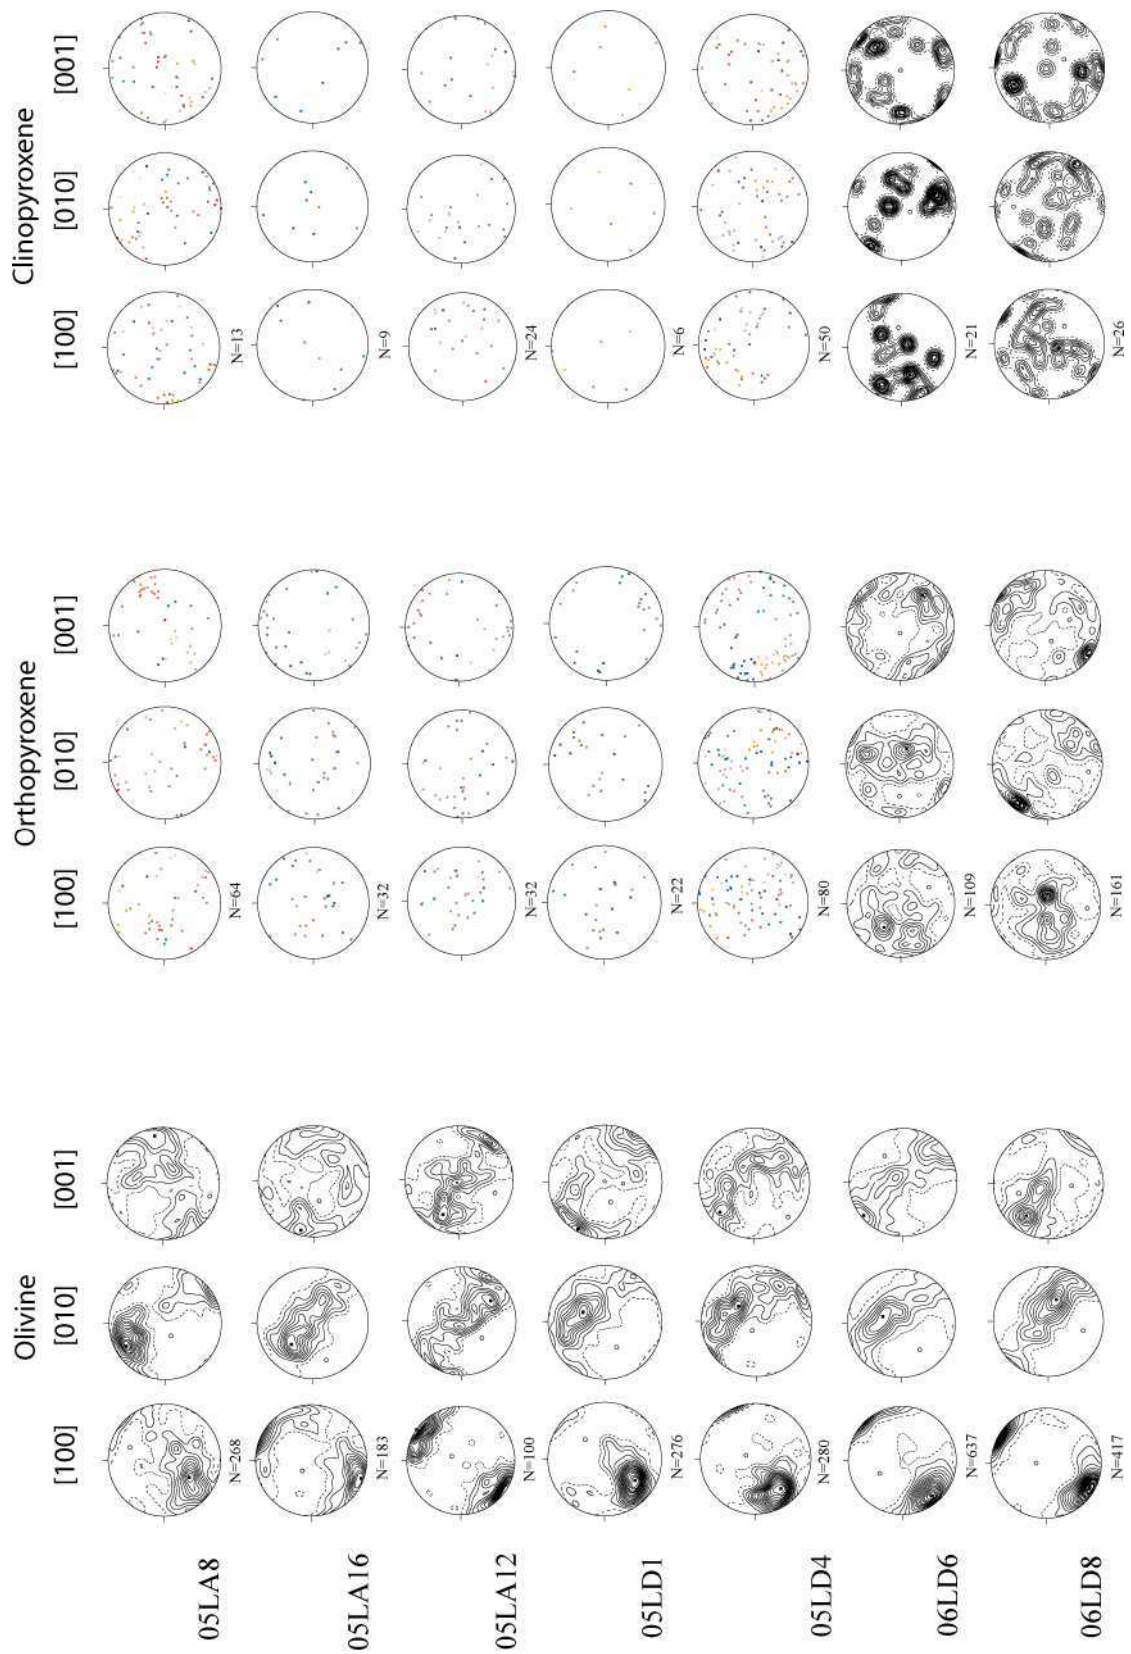 Olivine
Orthopyroxene
Clinopyroxene
[100] [010] [001] [100] [010] [001] [100] [010] [001]
05LA8 N=268 N=64 N=13
05LA16 N=183 N=32 N=9
05LA12 N=100 N=32 N=24
05LD1 N=276 N=22 N=6
05LD4 N=280 N=80 N=50
06LD6 N=637 N=109 N=21
06LD8 N=417 N=161 N=26